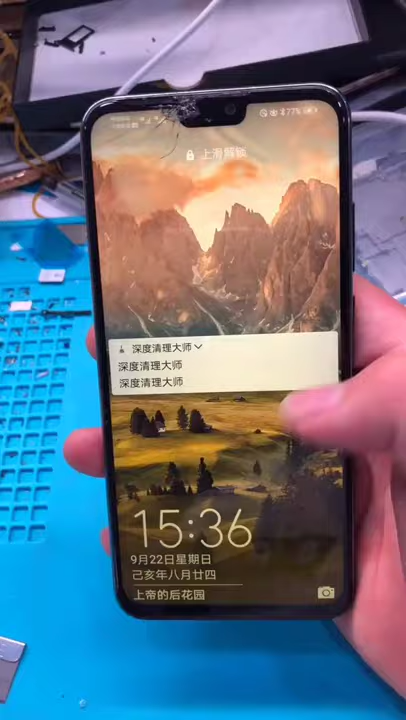 77%
上滑解锁
深度清理大师
深度清理大师
深度清理大师
15:36
9月22日星期日
己亥年八月廿四
上帝的后花园